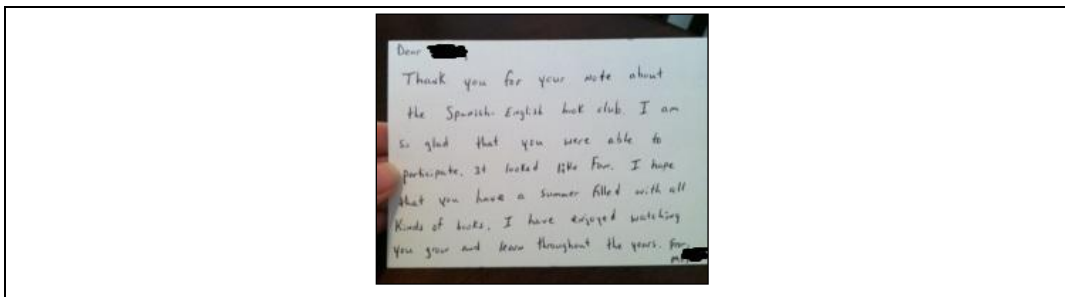 Dear
Thank you for your note about
the Spanish-English book club. I am
so glad that you were able to
participate. It looked like fun. I hope
that you have a summer filled with all
kinds of books. I have enjoyed watching
you grow and learn throughout the years.